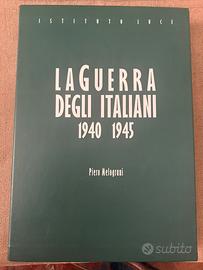 ISTITUTO LUCE
LA GUERRA
DEGLI ITALIANI
1940 1945
Piero Melograni
subito